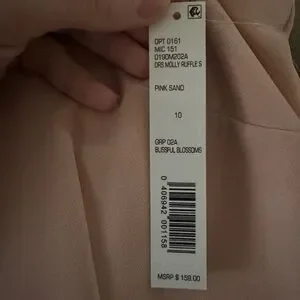 DPT 0161
MIC 151
0190M202A
DRS MOLLY RUFFLE S
PINK SAND
10
GRP 02A
BLISSFUL BLOSSOMS
0 406942 001158
MSRP $ 159.00